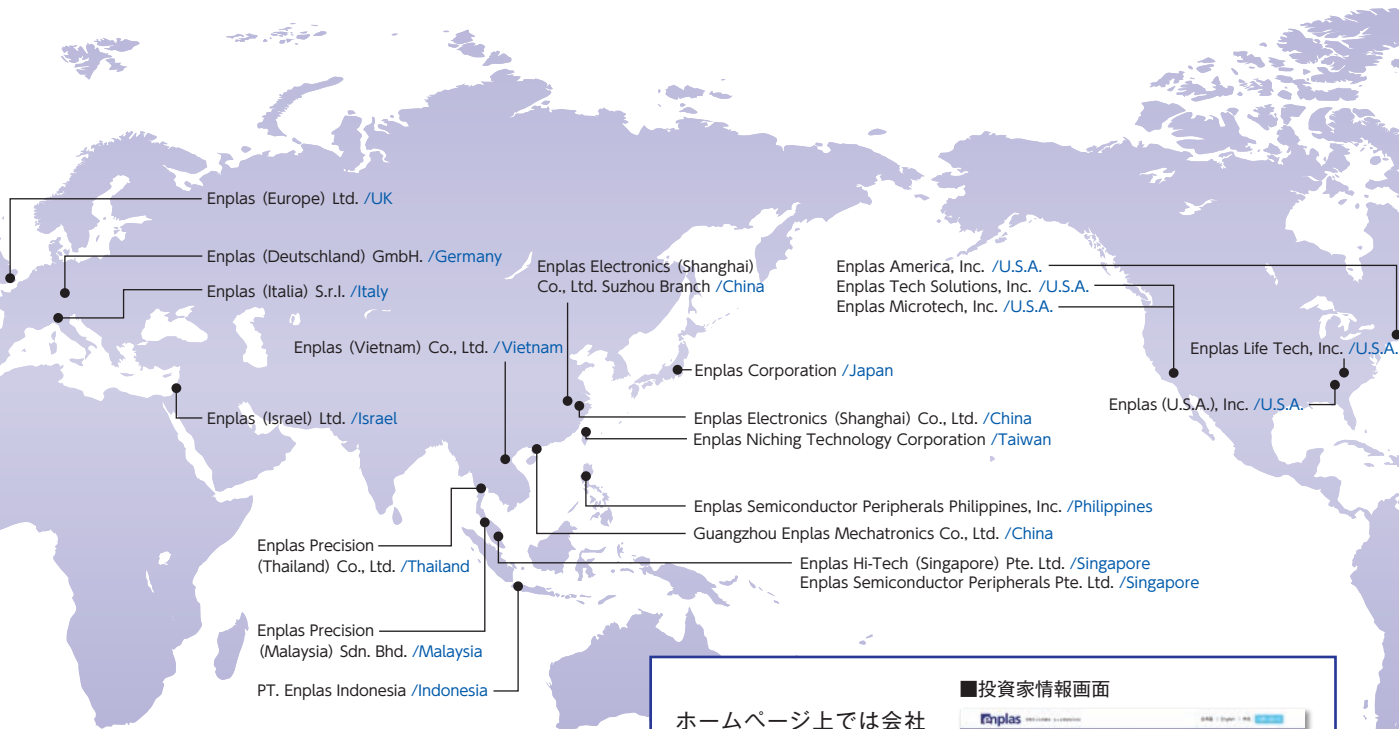 Enplas (Europe) Ltd. /UK
Enplas (Deutschland) GmbH. /Germany
Enplas (Italia) S.r.l. /Italy
Enplas (Vietnam) Co., Ltd. /Vietnam
Enplas (Israel) Ltd. /Israel
Enplas Electronics (Shanghai)
Co., Ltd. Suzhou Branch /China
Enplas America, Inc. /U.S.A.
Enplas Tech Solutions, Inc. /U.S.A.
Enplas Microtech, Inc. /U.S.A.
Enplas Life Tech, Inc. /U.S.A.
Enplas (U.S.A.), Inc. /U.S.A.
Enplas Corporation /Japan
Enplas Electronics (Shanghai) Co., Ltd. /China
Enplas Niching Technology Corporation /Taiwan
Enplas Semiconductor Peripherals Philippines, Inc. /Philippines
Guangzhou Enplas Mechatronics Co., Ltd. /China
Enplas Hi-Tech (Singapore) Pte. Ltd. /Singapore
Enplas Semiconductor Peripherals Pte. Ltd. /Singapore
Enplas Precision
(Thailand) Co., Ltd. /Thailand
Enplas Precision
(Malaysia) Sdn. Bhd. /Malaysia
PT. Enplas Indonesia /Indonesia
■投資家情報画面
ホームページ上では会社
Enplas